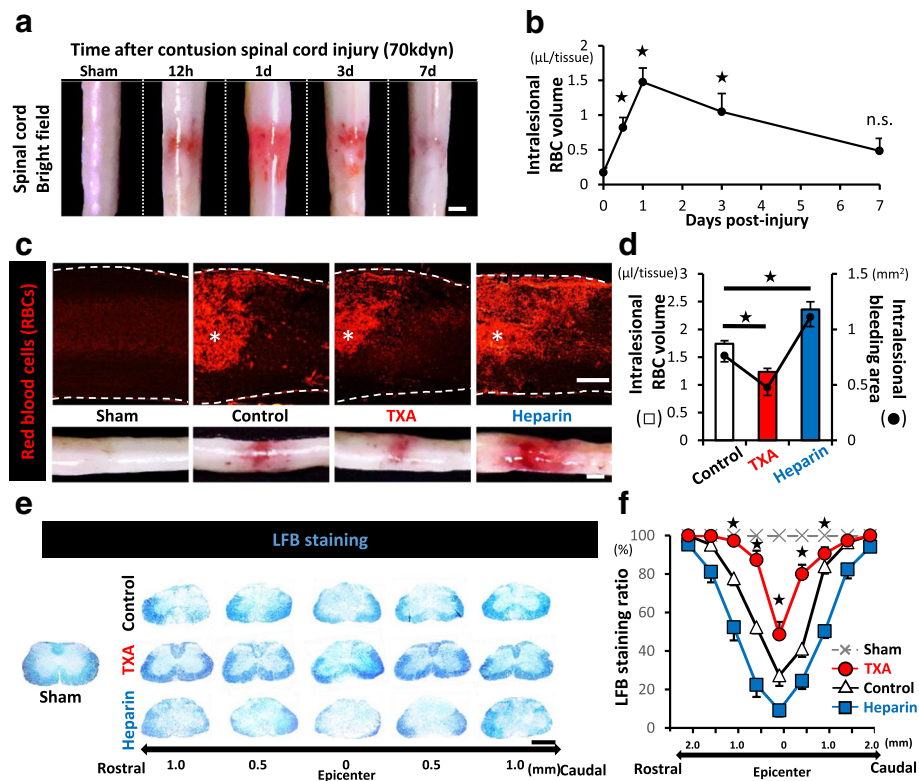 a
Time after contusion spinal cord injury (70kdyn)
Sham 12h 1d 3d 7d
Spinal cord
Bright field
b
(μL/tissue)
Intralesional
RBC volume
2
1.5
1
0.5
0
★ ★ ★ n.s.
0 1 2 3 4 5 6 7
Days post-injury
c
Red blood cells (RBCs)
* * *
Sham Control TXA Heparin
d
(μl/tissue)
Intralesional
RBC volume
(□)
3
2.5
2
1.5
1
0.5
0
★
★
1.5
1
0.5
0
(mm²)
Intralesional
bleeding area
(●)
Control TXA Heparin
e
LFB staining
Sham
Control
TXA
Heparin
1.0 0.5 0 0.5 1.0 (mm)
Rostral Epicenter Caudal
f
(%)
LFB staining ratio
100
80
60
40
20
0
★ ★ ★ ★ ★
Sham
TXA
Control
Heparin
2.0 1.0 0 1.0 2.0 (mm)
Rostral Epicenter Caudal